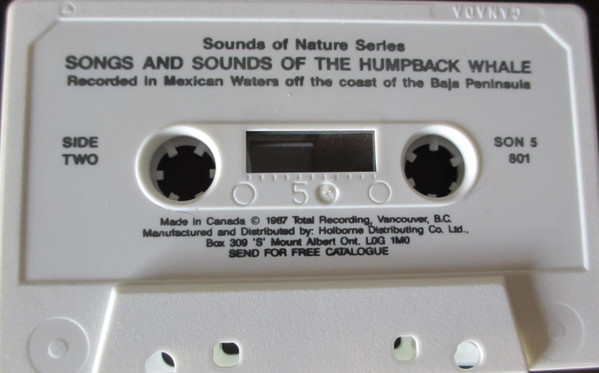 CANADA
Sounds of Nature Series
SONGS AND SOUNDS OF THE HUMPBACK WHALE
Recorded in Mexican Waters off the coast of the Baja Peninsula
SIDE
TWO
SON 5
801
5
Made in Canada © 1987 Total Recording, Vancouver, B.C.
Manufactured and Distributed by: Holborne Distributing Co. Ltd.,
Box 309 'S' Mount Albert Ont. L0G 1M0
SEND FOR FREE CATALOGUE